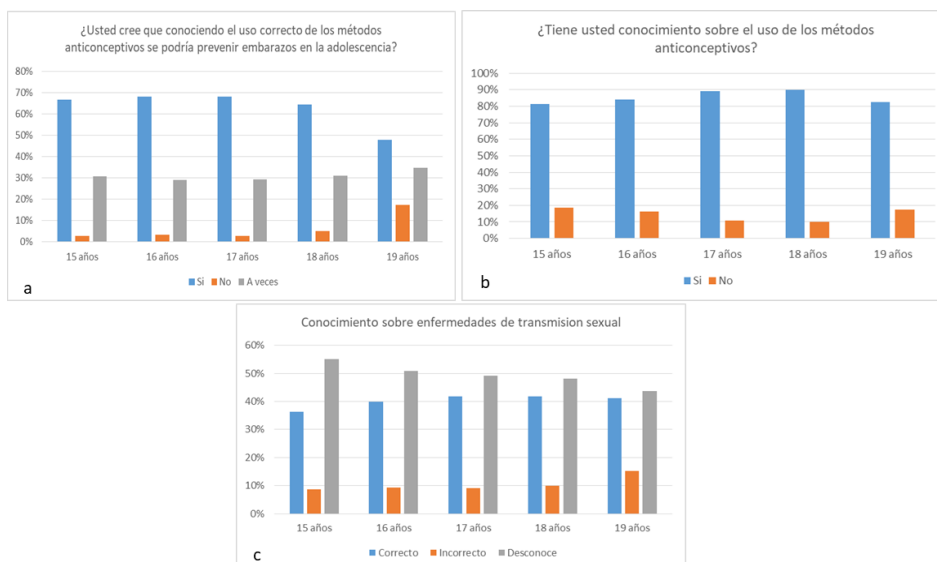 ¿Usted cree que conociendo el uso correcto de los métodos
anticonceptivos se podría prevenir embarazos en la adolescencia?
80%
70%
60%
50%
40%
30%
20%
10%
0%
15 años 16 años 17 años 18 años 19 años
Si No A veces
a
¿Tiene usted conocimiento sobre el uso de los métodos
anticonceptivos?
100%
90%
80%
70%
60%
50%
40%
30%
20%
10%
0%
15 años 16 años 17 años 18 años 19 años
Si No
b
Conocimiento sobre enfermedades de transmision sexual
60%
50%
40%
30%
20%
10%
0%
15 años 16 años 17 años 18 años 19 años
Correcto Incorrecto Desconoce
c